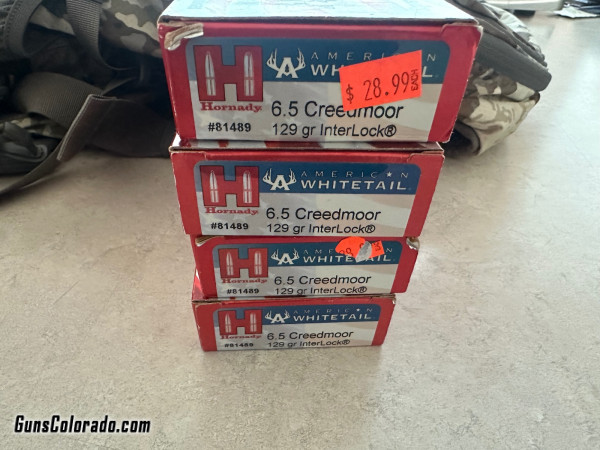 AMERICAN
WHITETAIL
$ 28.99 EACH
Hornady
6.5 Creedmoor
#81489
129 gr InterLock®
AMERICAN
WHITETAIL
Hornady
6.5 Creedmoor
#81489
129 gr InterLock®
AMERICAN
WHITETAIL
Hornady
6.5 Creedmoor
#81489
129 gr InterLock®
AMERICAN
WHITETAIL
Hornady
6.5 Creedmoor
#81489
129 gr InterLock®
GunsColorado.com